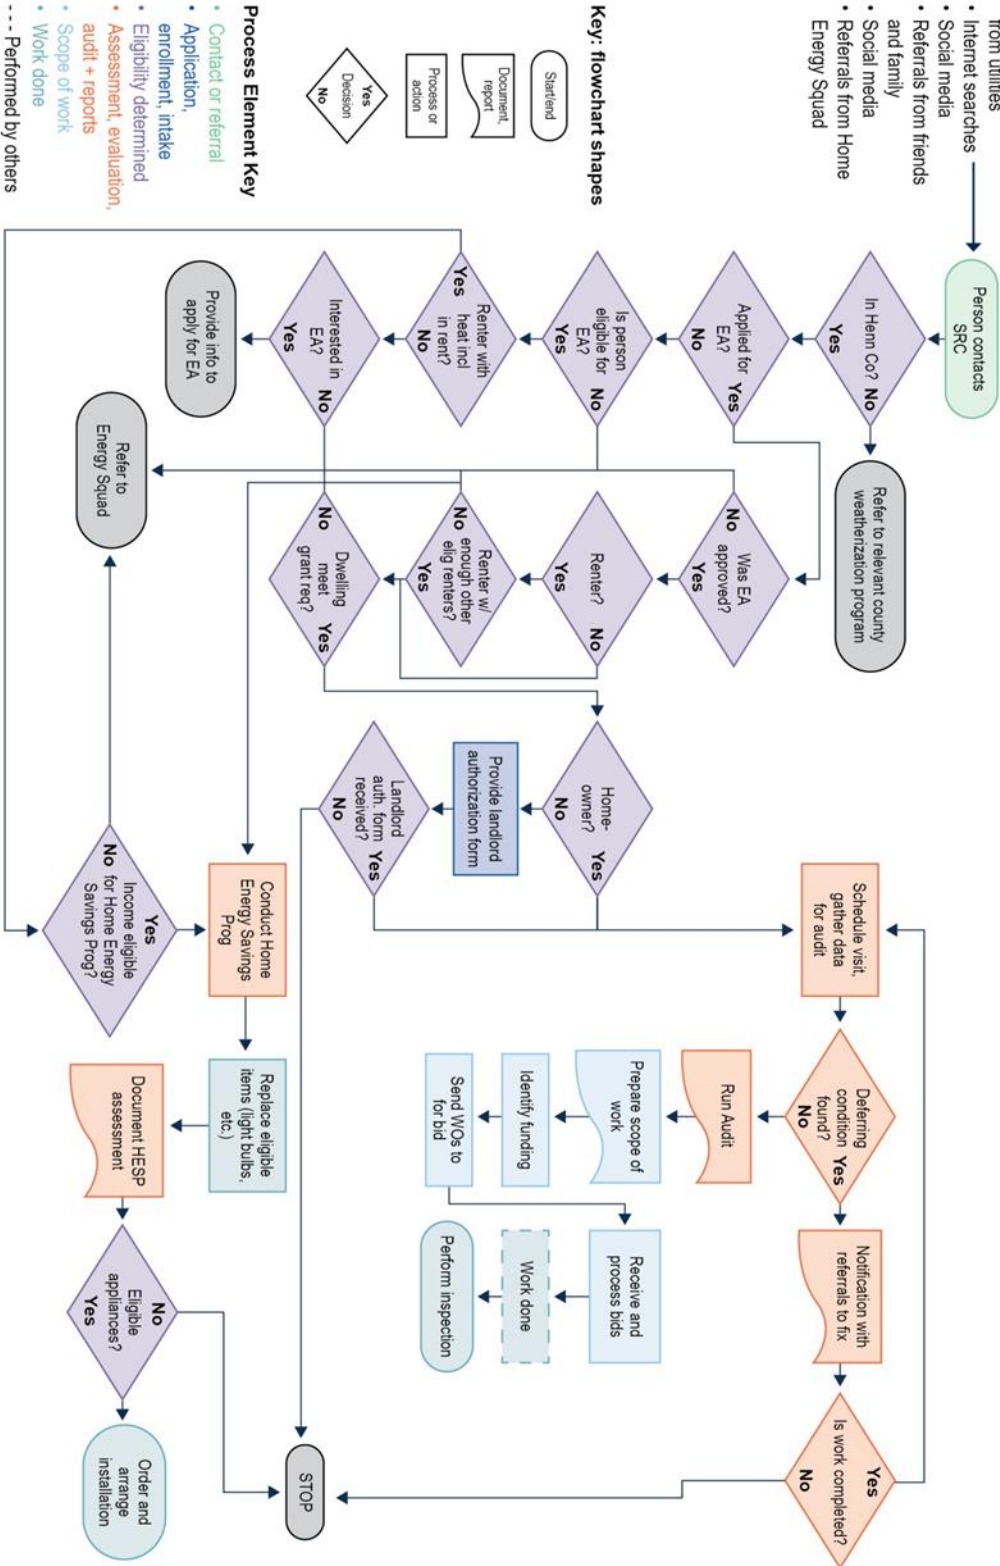 from utilities
• Internet searches
• Social media
• Referrals from friends
and family
• Social media
• Referrals from Home
Energy Squad
Key: flowchart shapes
Start/end
Document,
report
Process or
action
Yes
Decision
No
Process Element Key
• Contact or referral
• Application,
enrollment, intake
• Eligibility determined
• Assessment, evaluation,
audit + reports
• Scope of work
• Work done
--- Performed by others
Person contacts
SRC
In Henn Co? No
Yes
Refer to relevant county
weatherization program
Applied for
EA? Yes
No
Is person
eligible for
EA? No
Yes
Renter with
heat incl
in rent?
Yes
No
Interested in
EA? No
Yes
Provide info to
apply for EA
Was EA
approved?
No
Yes
Renter? No
Yes
Renter w/
enough other
elig renters?
No
Yes
Dwelling
meet
grant req?
No
Yes
Refer to
Energy Squad
Home-
owner? Yes
No
Provide landlord
authorization form
Landlord
auth. form
received?
Yes
No
Schedule visit,
gather data
for audit
Deferring
condition
found? Yes
No
Notification with
referrals to fix
Yes
Is work completed?
No
Run Audit
Prepare scope of
work
Identify funding
Send WOs to
for bid
Receive and
process bids
Work done
Perform inspection
STOP
Conduct Home
Energy Savings
Prog
Yes
Income eligible
No for Home Energy
Savings Prog?
Replace eligible
items (light bulbs,
etc.)
Document HESP
assessment
No
Eligible
appliances?
Yes
Order and
arrange
installation